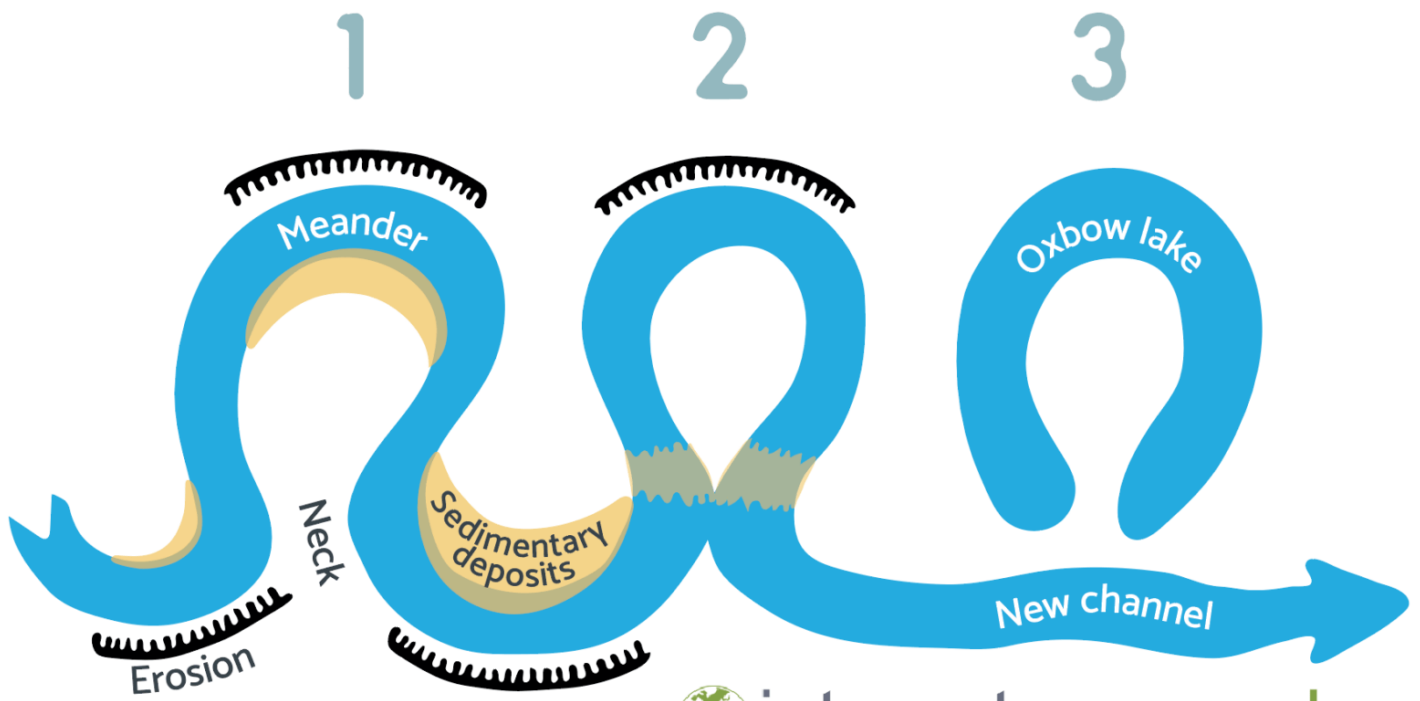 1
2
3
Meander
Oxbow lake
Neck
Sedimentary
deposits
New channel
Erosion